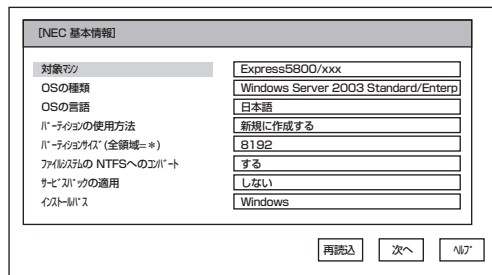 [NEC 基本情報]
対象ﾏｼﾝ Express5800/xxx
OSの種類 Windows Server 2003 Standard/Enterp
OSの言語 日本語
ﾊﾟｰﾃｨｼｮﾝの使用方法 新規に作成する
ﾊﾟｰﾃｨｼｮﾝｻｲｽﾞ(全領域=*) 8192
ﾌｧｲﾙｼｽﾃﾑの NTFSへのｺﾝﾊﾞｰﾄ する
ｻｰﾋﾞｽﾊﾟｯｸの適用 しない
ｲﾝｽﾄｰﾙﾊﾟｽ Windows
再読込 次へ ﾍﾙﾌﾟ